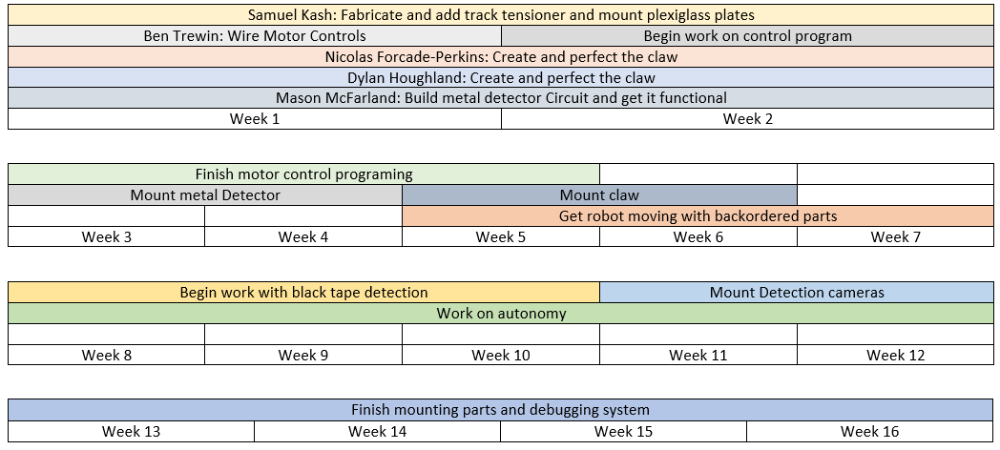 Samuel Kash: Fabricate and add track tensioner and mount plexiglass plates
Ben Trewin: Wire Motor Controls Begin work on control program
Nicolas Forcade-Perkins: Create and perfect the claw
Dylan Houghland: Create and perfect the claw
Mason McFarland: Build metal detector Circuit and get it functional
Week 1 Week 2
Finish motor control programing
Mount metal Detector Mount claw
Get robot moving with backordered parts
Week 3 Week 4 Week 5 Week 6 Week 7
Begin work with black tape detection Mount Detection cameras
Work on autonomy
Week 8 Week 9 Week 10 Week 11 Week 12
Finish mounting parts and debugging system
Week 13 Week 14 Week 15 Week 16